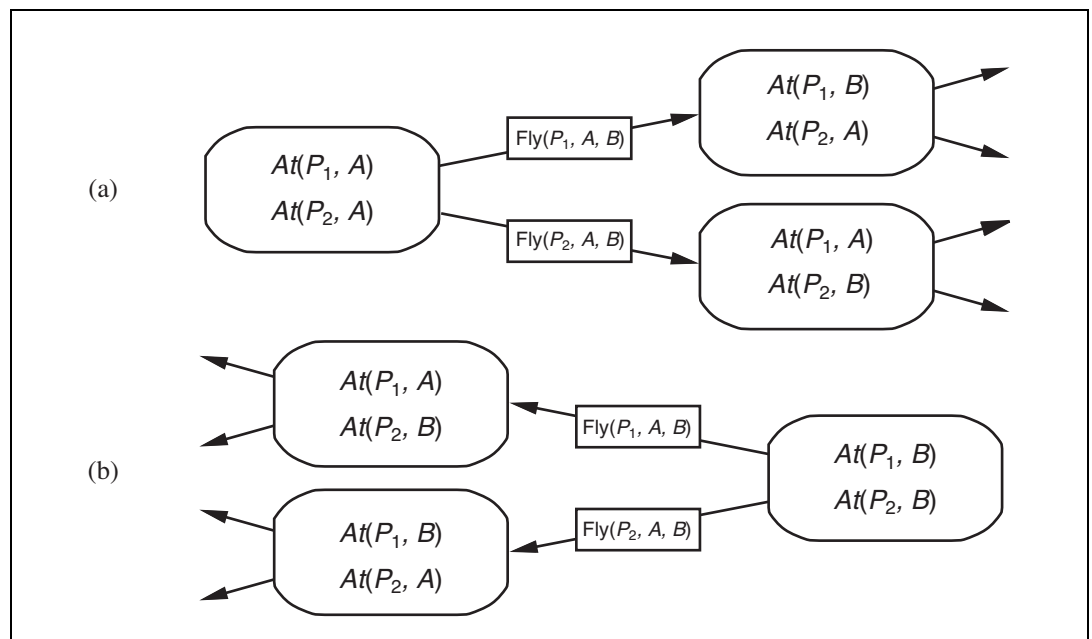 (a)
At(P₁, A)
At(P₂, A)
Fly(P₁, A, B)
At(P₁, B)
At(P₂, A)
Fly(P₂, A, B)
At(P₁, A)
At(P₂, B)
(b)
At(P₁, A)
At(P₂, B)
Fly(P₁, A, B)
At(P₁, B)
At(P₂, B)
At(P₁, B)
At(P₂, A)
Fly(P₂, A, B)